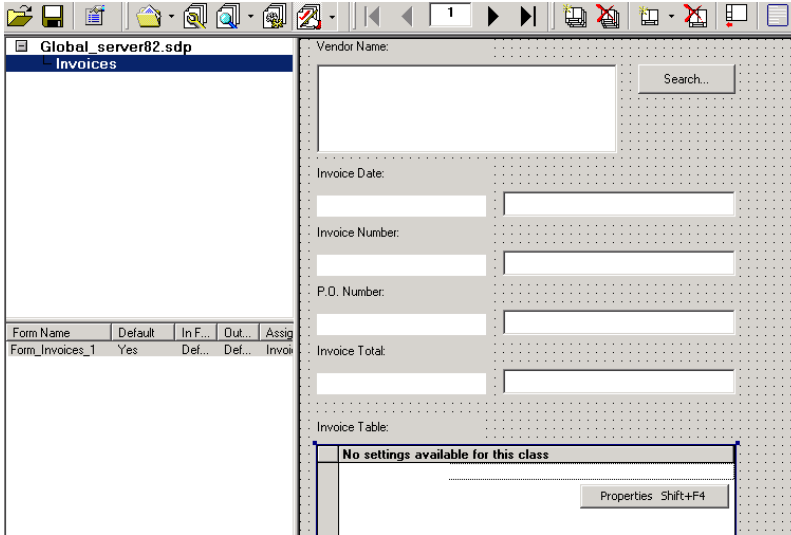 1
Global_server82.sdp
Invoices
Form Name Default In F... Out... Assig
Form_Invoices_1 Yes Def... Def... Invoi
Vendor Name:
Search...
Invoice Date:
Invoice Number:
P.O. Number:
Invoice Total:
Invoice Table:
No settings available for this class
Properties Shift+F4